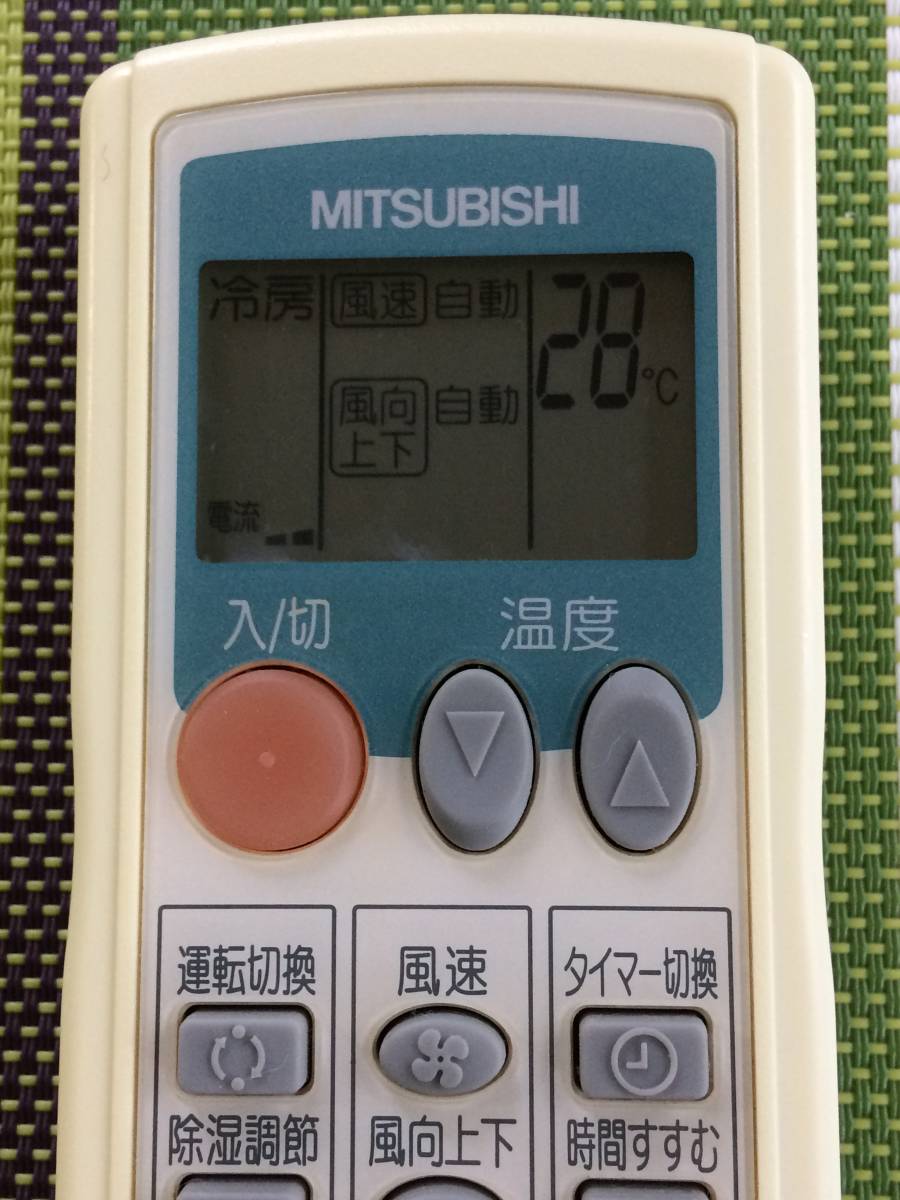 MITSUBISHI
冷房 風速 自動 28℃
風向上下 自動
電流
入/切 温度
運転切換 風速 タイマー切換
除湿調節 風向上下 時間すすむ